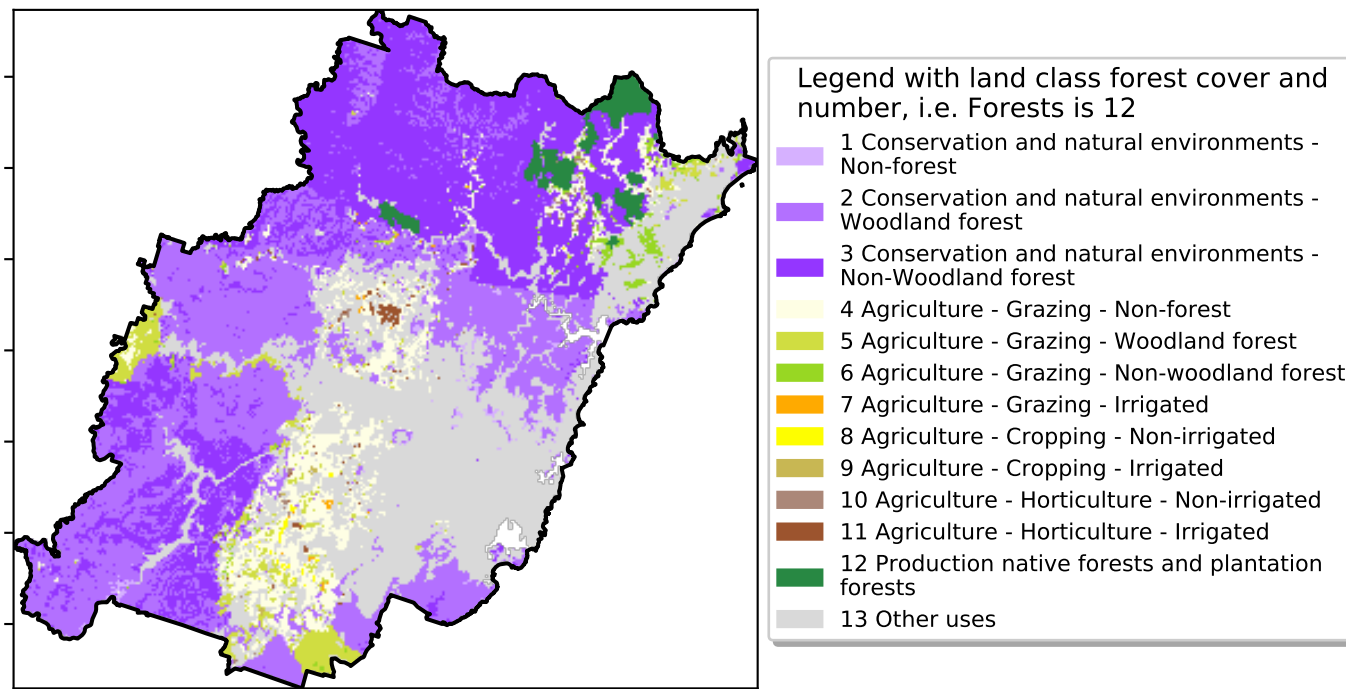 Legend with land class forest cover and
number, i.e. Forests is 12
1 Conservation and natural environments -
Non-forest
2 Conservation and natural environments -
Woodland forest
3 Conservation and natural environments -
Non-Woodland forest
4 Agriculture - Grazing - Non-forest
5 Agriculture - Grazing - Woodland forest
6 Agriculture - Grazing - Non-woodland forest
7 Agriculture - Grazing - Irrigated
8 Agriculture - Cropping - Non-irrigated
9 Agriculture - Cropping - Irrigated
10 Agriculture - Horticulture - Non-irrigated
11 Agriculture - Horticulture - Irrigated
12 Production native forests and plantation
forests
13 Other uses